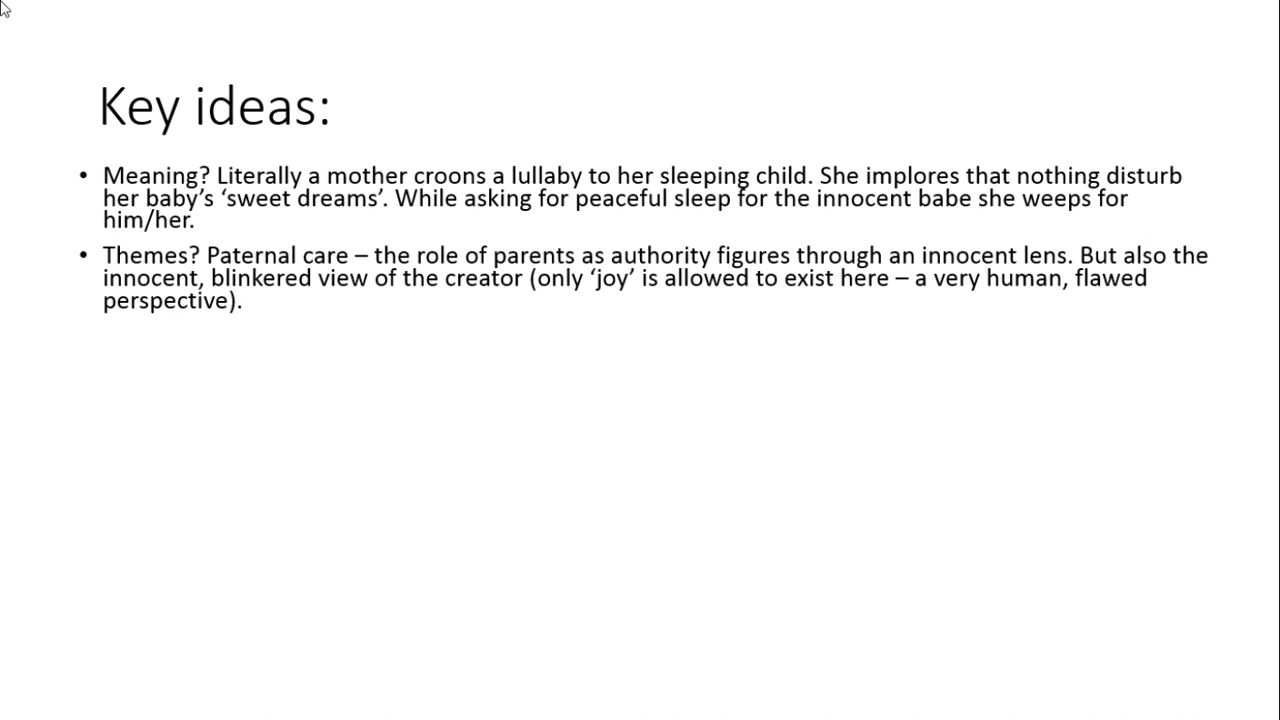 Key ideas:
• Meaning? Literally a mother croons a lullaby to her sleeping child. She implores that nothing disturb
her baby’s ‘sweet dreams’. While asking for peaceful sleep for the innocent babe she weeps for
him/her.
• Themes? Paternal care – the role of parents as authority figures through an innocent lens. But also the
innocent, blinkered view of the creator (only ‘joy’ is allowed to exist here – a very human, flawed
perspective).